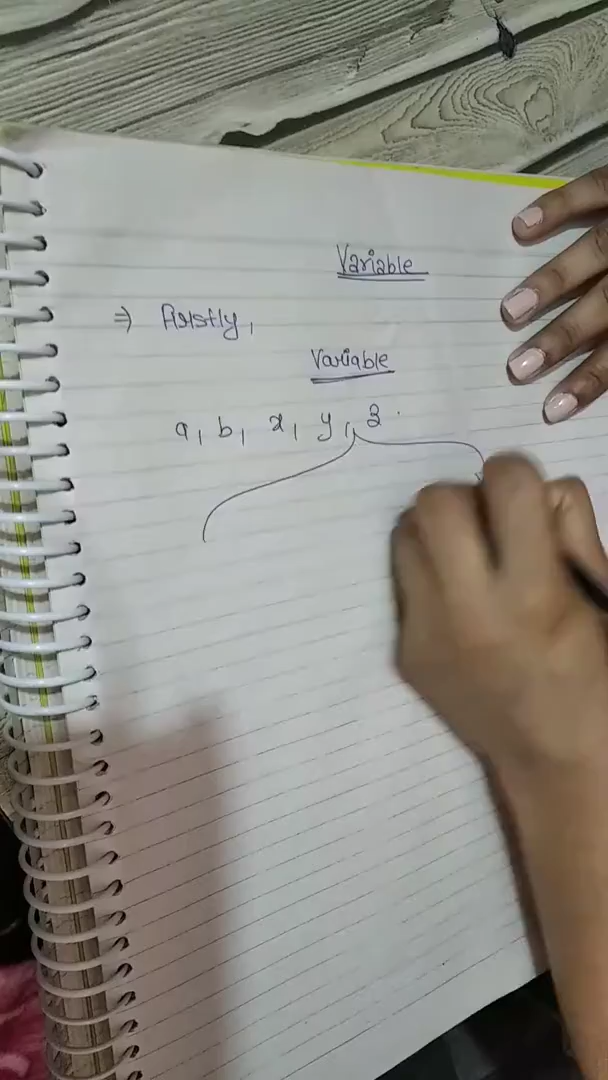 Variable
⇒ Firstly,
Variable
a, b, x, y, z.